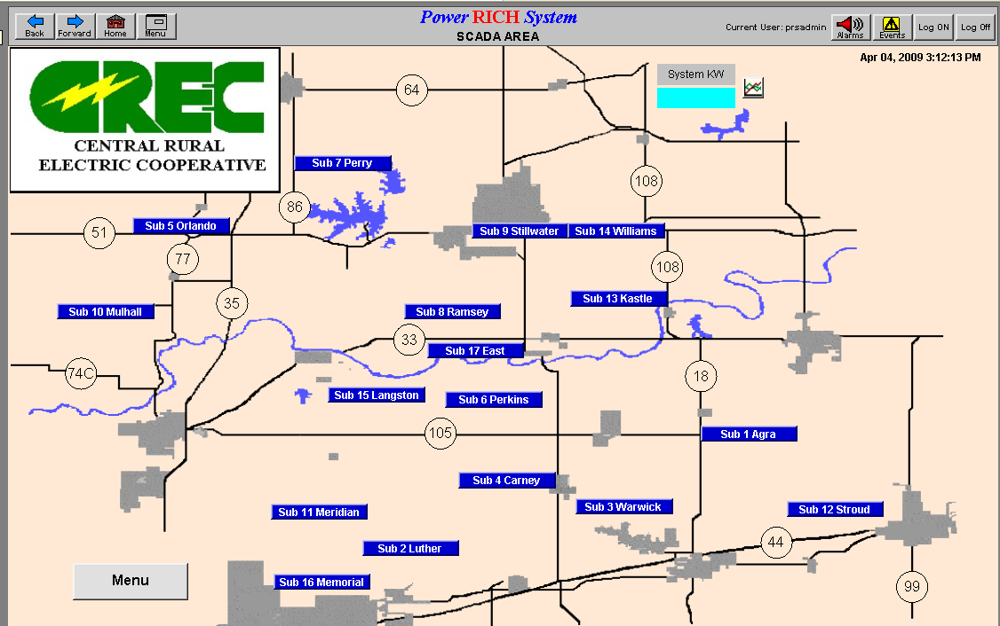 Power RICH System
SCADA AREA
Back
Forward
Home
Menu
Current User: prsadmin
Alarms
Events
Log ON
Log Off
Apr 04, 2009 3:12:13 PM
CREC
CENTRAL RURAL
ELECTRIC COOPERATIVE
System KW
64
Sub 7 Perry
108
86
Sub 5 Orlando
51
Sub 9 Stillwater
Sub 14 Williams
77
108
Sub 13 Kastle
35
Sub 10 Mulhall
Sub 8 Ramsey
33
Sub 17 East
74C
18
Sub 15 Langston
Sub 6 Perkins
105
Sub 1 Agra
Sub 4 Carney
Sub 3 Warwick
Sub 11 Meridian
Sub 12 Stroud
44
Sub 2 Luther
Menu
Sub 16 Memorial
99